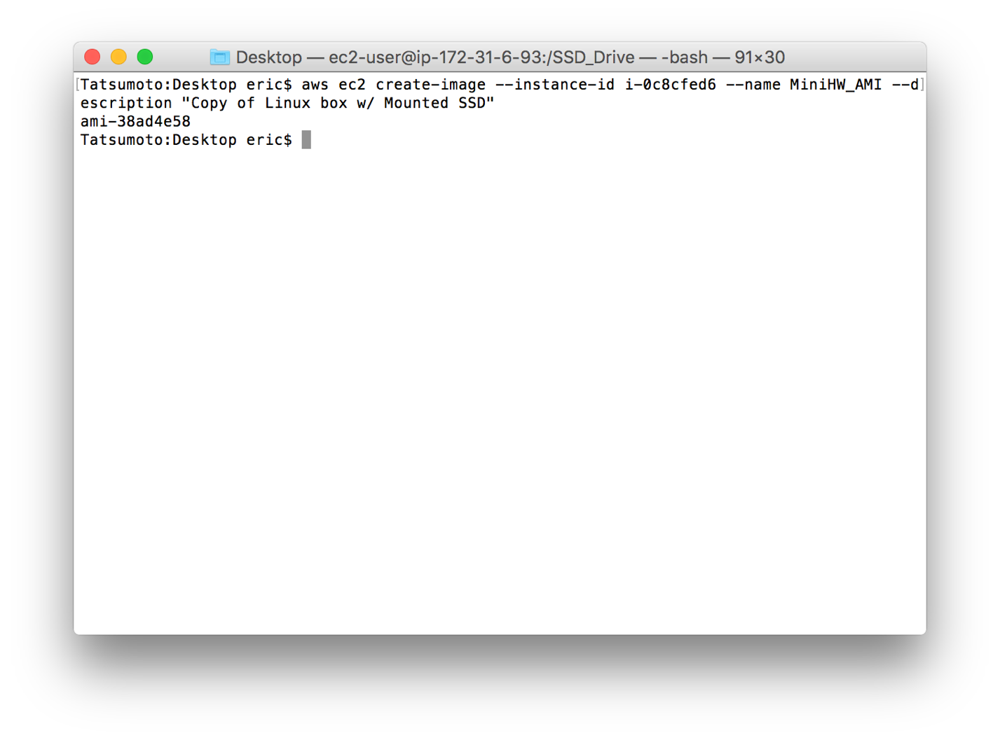 Desktop — ec2-user@ip-172-31-6-93:/SSD_Drive — -bash — 91×30
[Tatsumoto:Desktop eric$ aws ec2 create-image --instance-id i-0c8cfed6 --name MiniHW_AMI --d]
escription "Copy of Linux box w/ Mounted SSD"
ami-38ad4e58
Tatsumoto:Desktop eric$